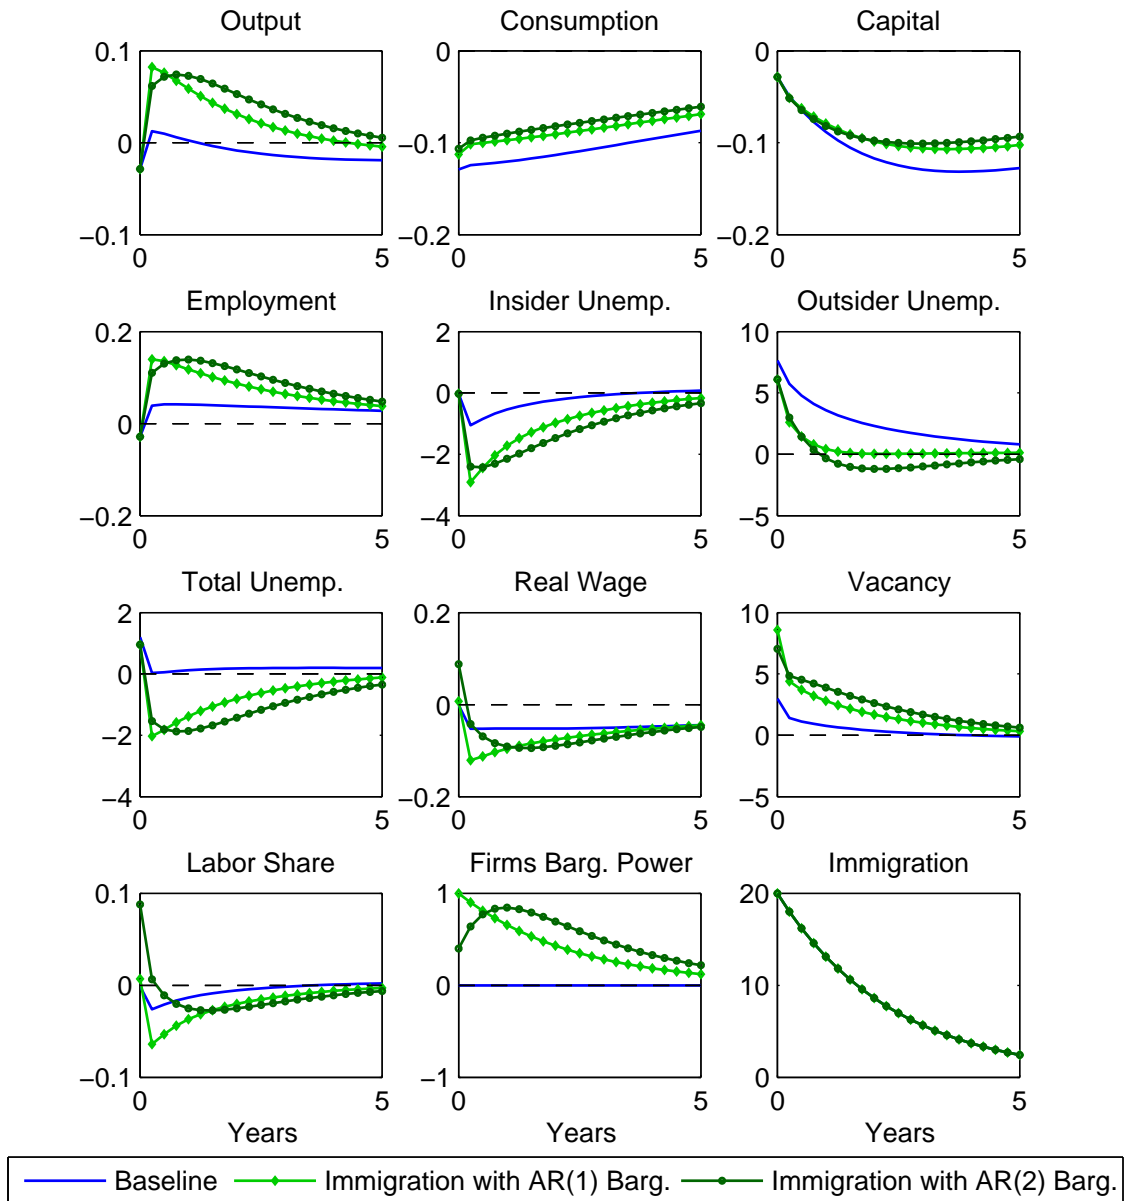 Output Consumption Capital
0.1 0 0
0 −0.1 −0.1
−0.1 −0.2 −0.2
0 5 0 5 0 5
Employment Insider Unemp. Outsider Unemp.
0.2 2 10
0 0 5
−2 0
−0.2 −4 −5
0 5 0 5 0 5
Total Unemp. Real Wage Vacancy
2 0.2 10
0 0 5
−2 0
−4 −0.2 −5
0 5 0 5 0 5
Labor Share Firms Barg. Power Immigration
0.1 1 20
0 0 10
−0.1 −1 0
0 5 0 5 0 5
Years Years Years
Baseline Immigration with AR(1) Barg. Immigration with AR(2) Barg.